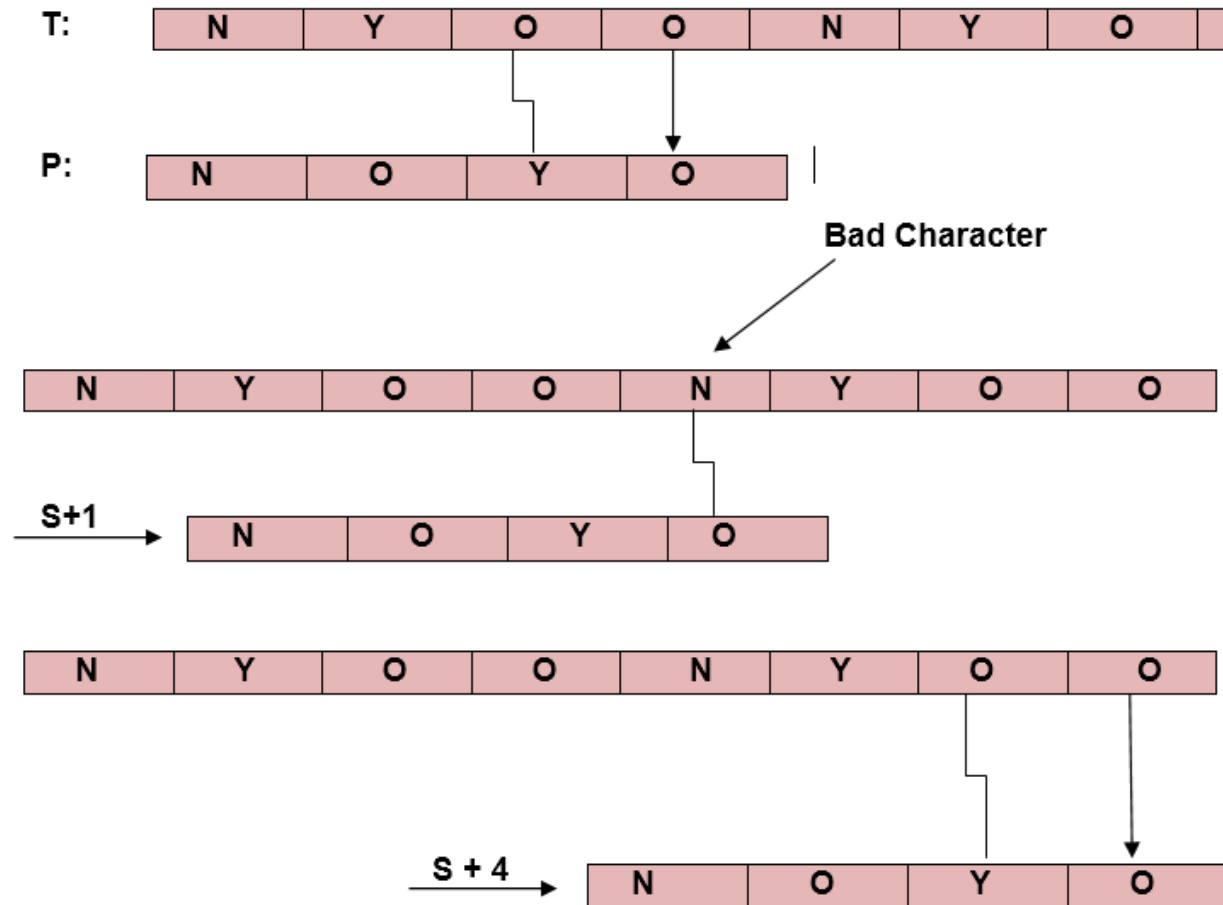 T: N Y O O N Y O
P: N O Y O
Bad Character
N Y O O N Y O O
S+1 N O Y O
N Y O O N Y O O
S + 4 N O Y O